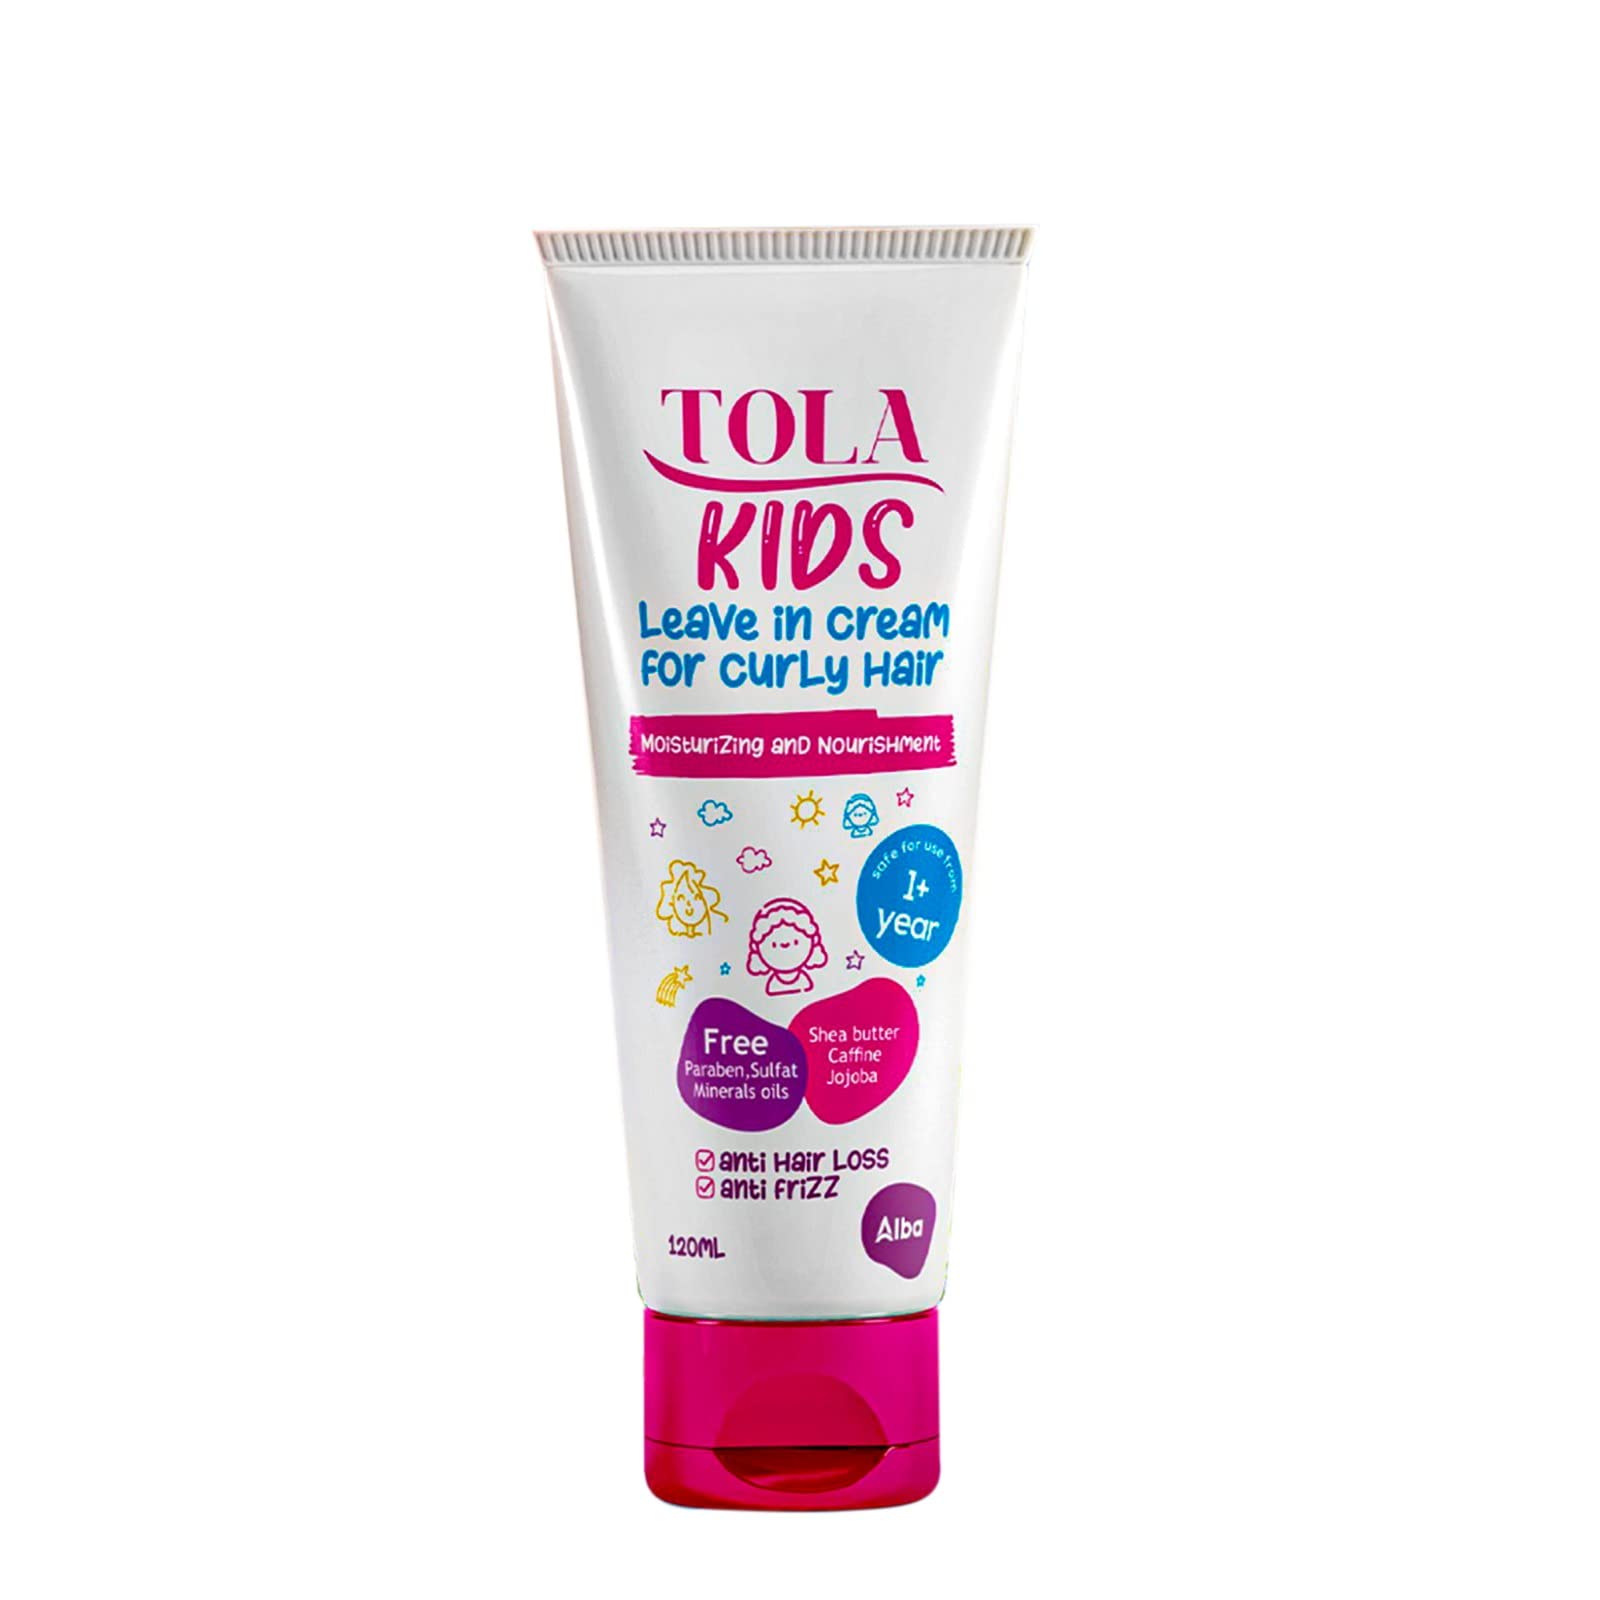 TOLA
KIDS
Leave in cream
for curly Hair
Moisturizing and Nourishment
safe for use from
1+
year
Free
Paraben,Sulfat
Minerals oils
Shea butter
Caffine
Jojoba
anti Hair Loss
anti frizz
120ML
Alba